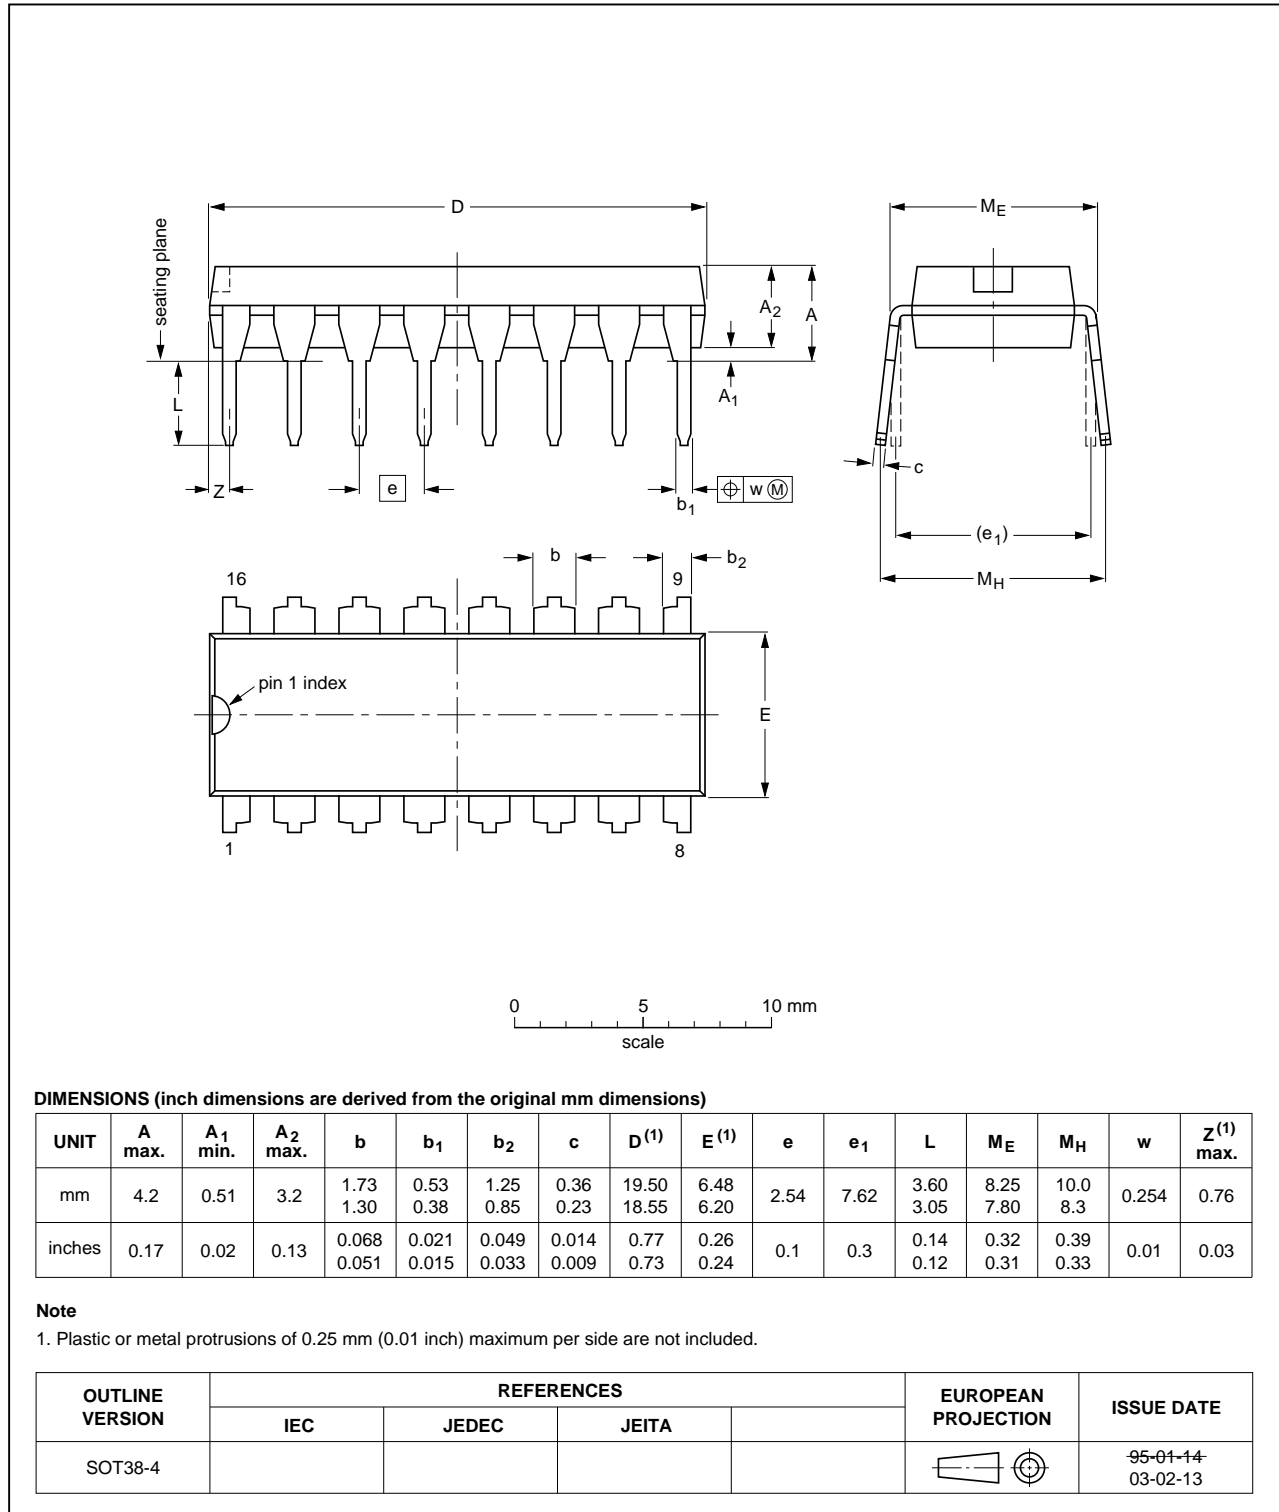 D
M_E
seating plane
A_2
A
L
A_1
c
Z
e
b_1
w M
(e_1)
b
b_2
M_H
16
9
pin 1 index
E
1
8
0 5 10 mm
scale
DIMENSIONS (inch dimensions are derived from the original mm dimensions)
UNIT A max. A1 min. A2 max. b b1 b2 c D(1) E(1) e e1 L ME MH w Z(1) max.
mm 4.2 0.51 3.2 1.73 1.30 0.53 0.38 1.25 0.85 0.36 0.23 19.50 18.55 6.48 6.20 2.54 7.62 3.60 3.05 8.25 7.80 10.0 8.3 0.254 0.76
inches 0.17 0.02 0.13 0.068 0.051 0.021 0.015 0.049 0.033 0.014 0.009 0.77 0.73 0.26 0.24 0.1 0.3 0.14 0.12 0.32 0.31 0.39 0.33 0.01 0.03
Note
1. Plastic or metal protrusions of 0.25 mm (0.01 inch) maximum per side are not included.
OUTLINE VERSION REFERENCES EUROPEAN PROJECTION ISSUE DATE
IEC JEDEC JEITA
SOT38-4 95-01-14
03-02-13